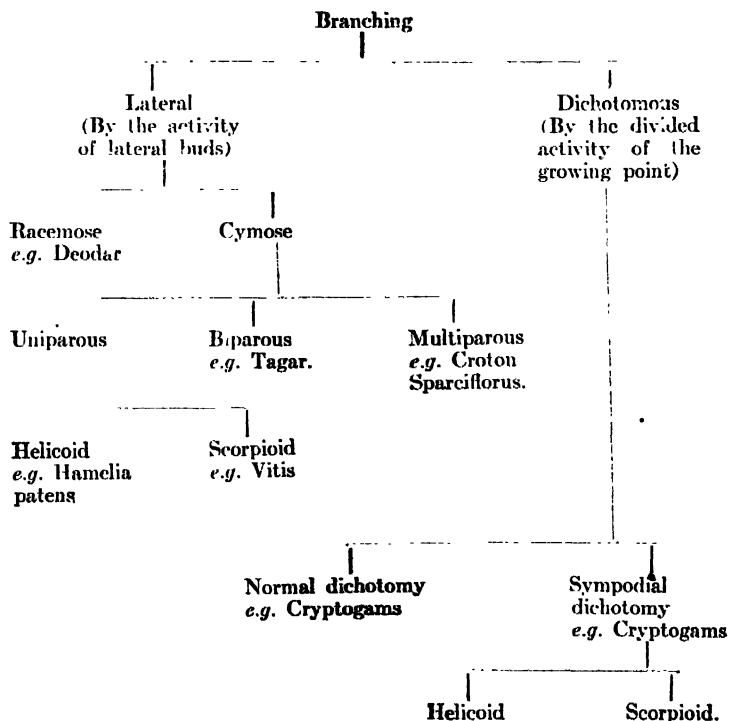 Branching
Lateral
(By the activity
of lateral buds)
Dichotomous
(By the divided
activity of the
growing point)
Racemose
e.g. Deodar
Cymose
Uniparous
Biparous
e.g. Tagar.
Multiparous
e.g. Croton
Sparciflorus.
Helicoid
e.g. Hamelia
patens
Scorpioid
e.g. Vitis
Normal dichotomy
e.g. Cryptogams
Sympodial
dichotomy
e.g. Cryptogams
Helicoid
Scorpioid.